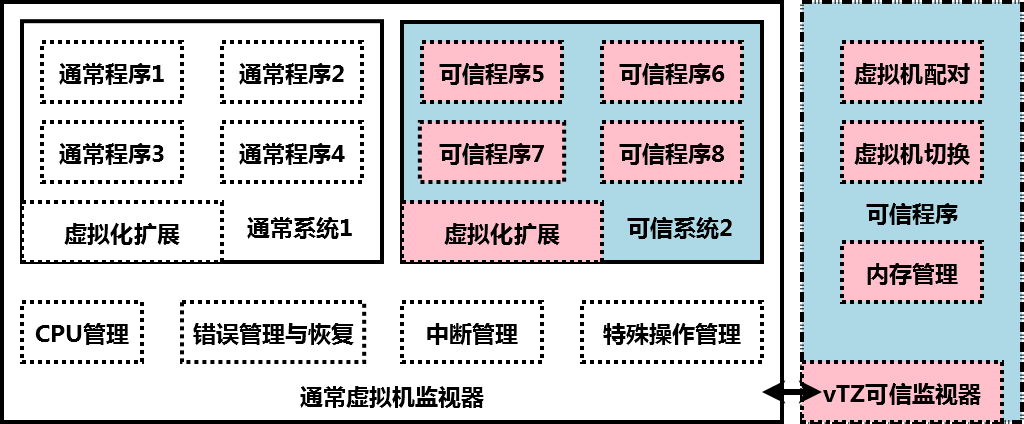 通常程序1
通常程序2
通常程序3
通常程序4
虚拟化扩展
通常系统1
可信程序5
可信程序6
可信程序7
可信程序8
虚拟化扩展
可信系统2
CPU管理
错误管理与恢复
中断管理
特殊操作管理
通常虚拟机监视器
虚拟机配对
虚拟机切换
可信程序
内存管理
vTZ可信监视器